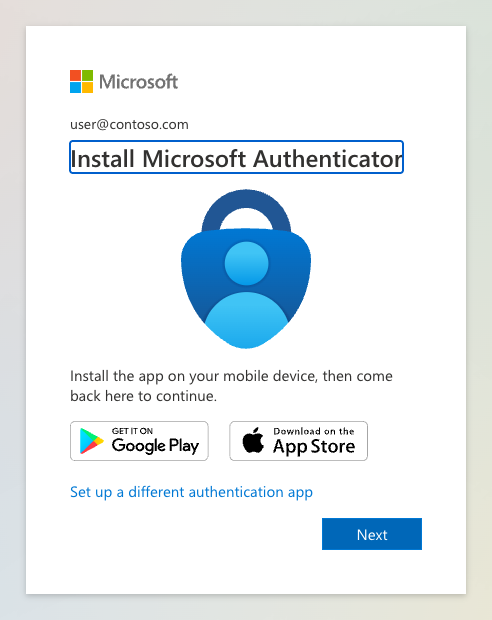 Microsoft
user@contoso.com
Install Microsoft Authenticator
Install the app on your mobile device, then come
back here to continue.
GET IT ON
Google Play
Download on the
App Store
Set up a different authentication app
Next